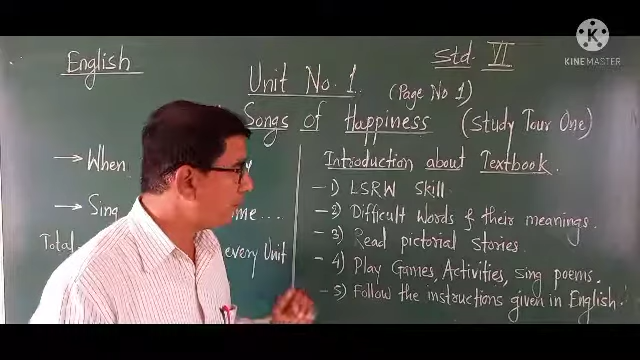 English
Std. VI
K
KINEMASTER
Unit No. 1
(Page No 1)
Songs of Happiness (Study Tour One)
→ When
→ Sing
me...
Total
every Unit
Introduction about Textbook.
- 1) LSRW Skill.
- 2) Difficult Words & their meanings.
- 3) Read pictorial stories.
- 4) Play Games, Activities, sing poems.
- 5) Follow the instructions given in English.